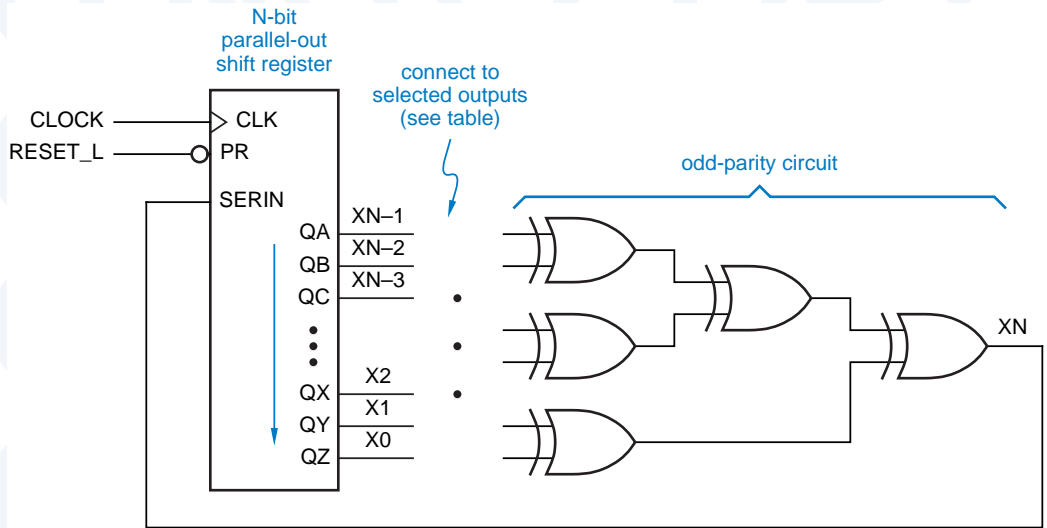 N-bit
parallel-out
shift register
connect to
selected outputs
(see table)
odd-parity circuit
CLOCK
CLK
RESET_L
PR
SERIN
QA
XN–1
QB
XN–2
QC
XN–3
QX
X2
QY
X1
QZ
X0
XN